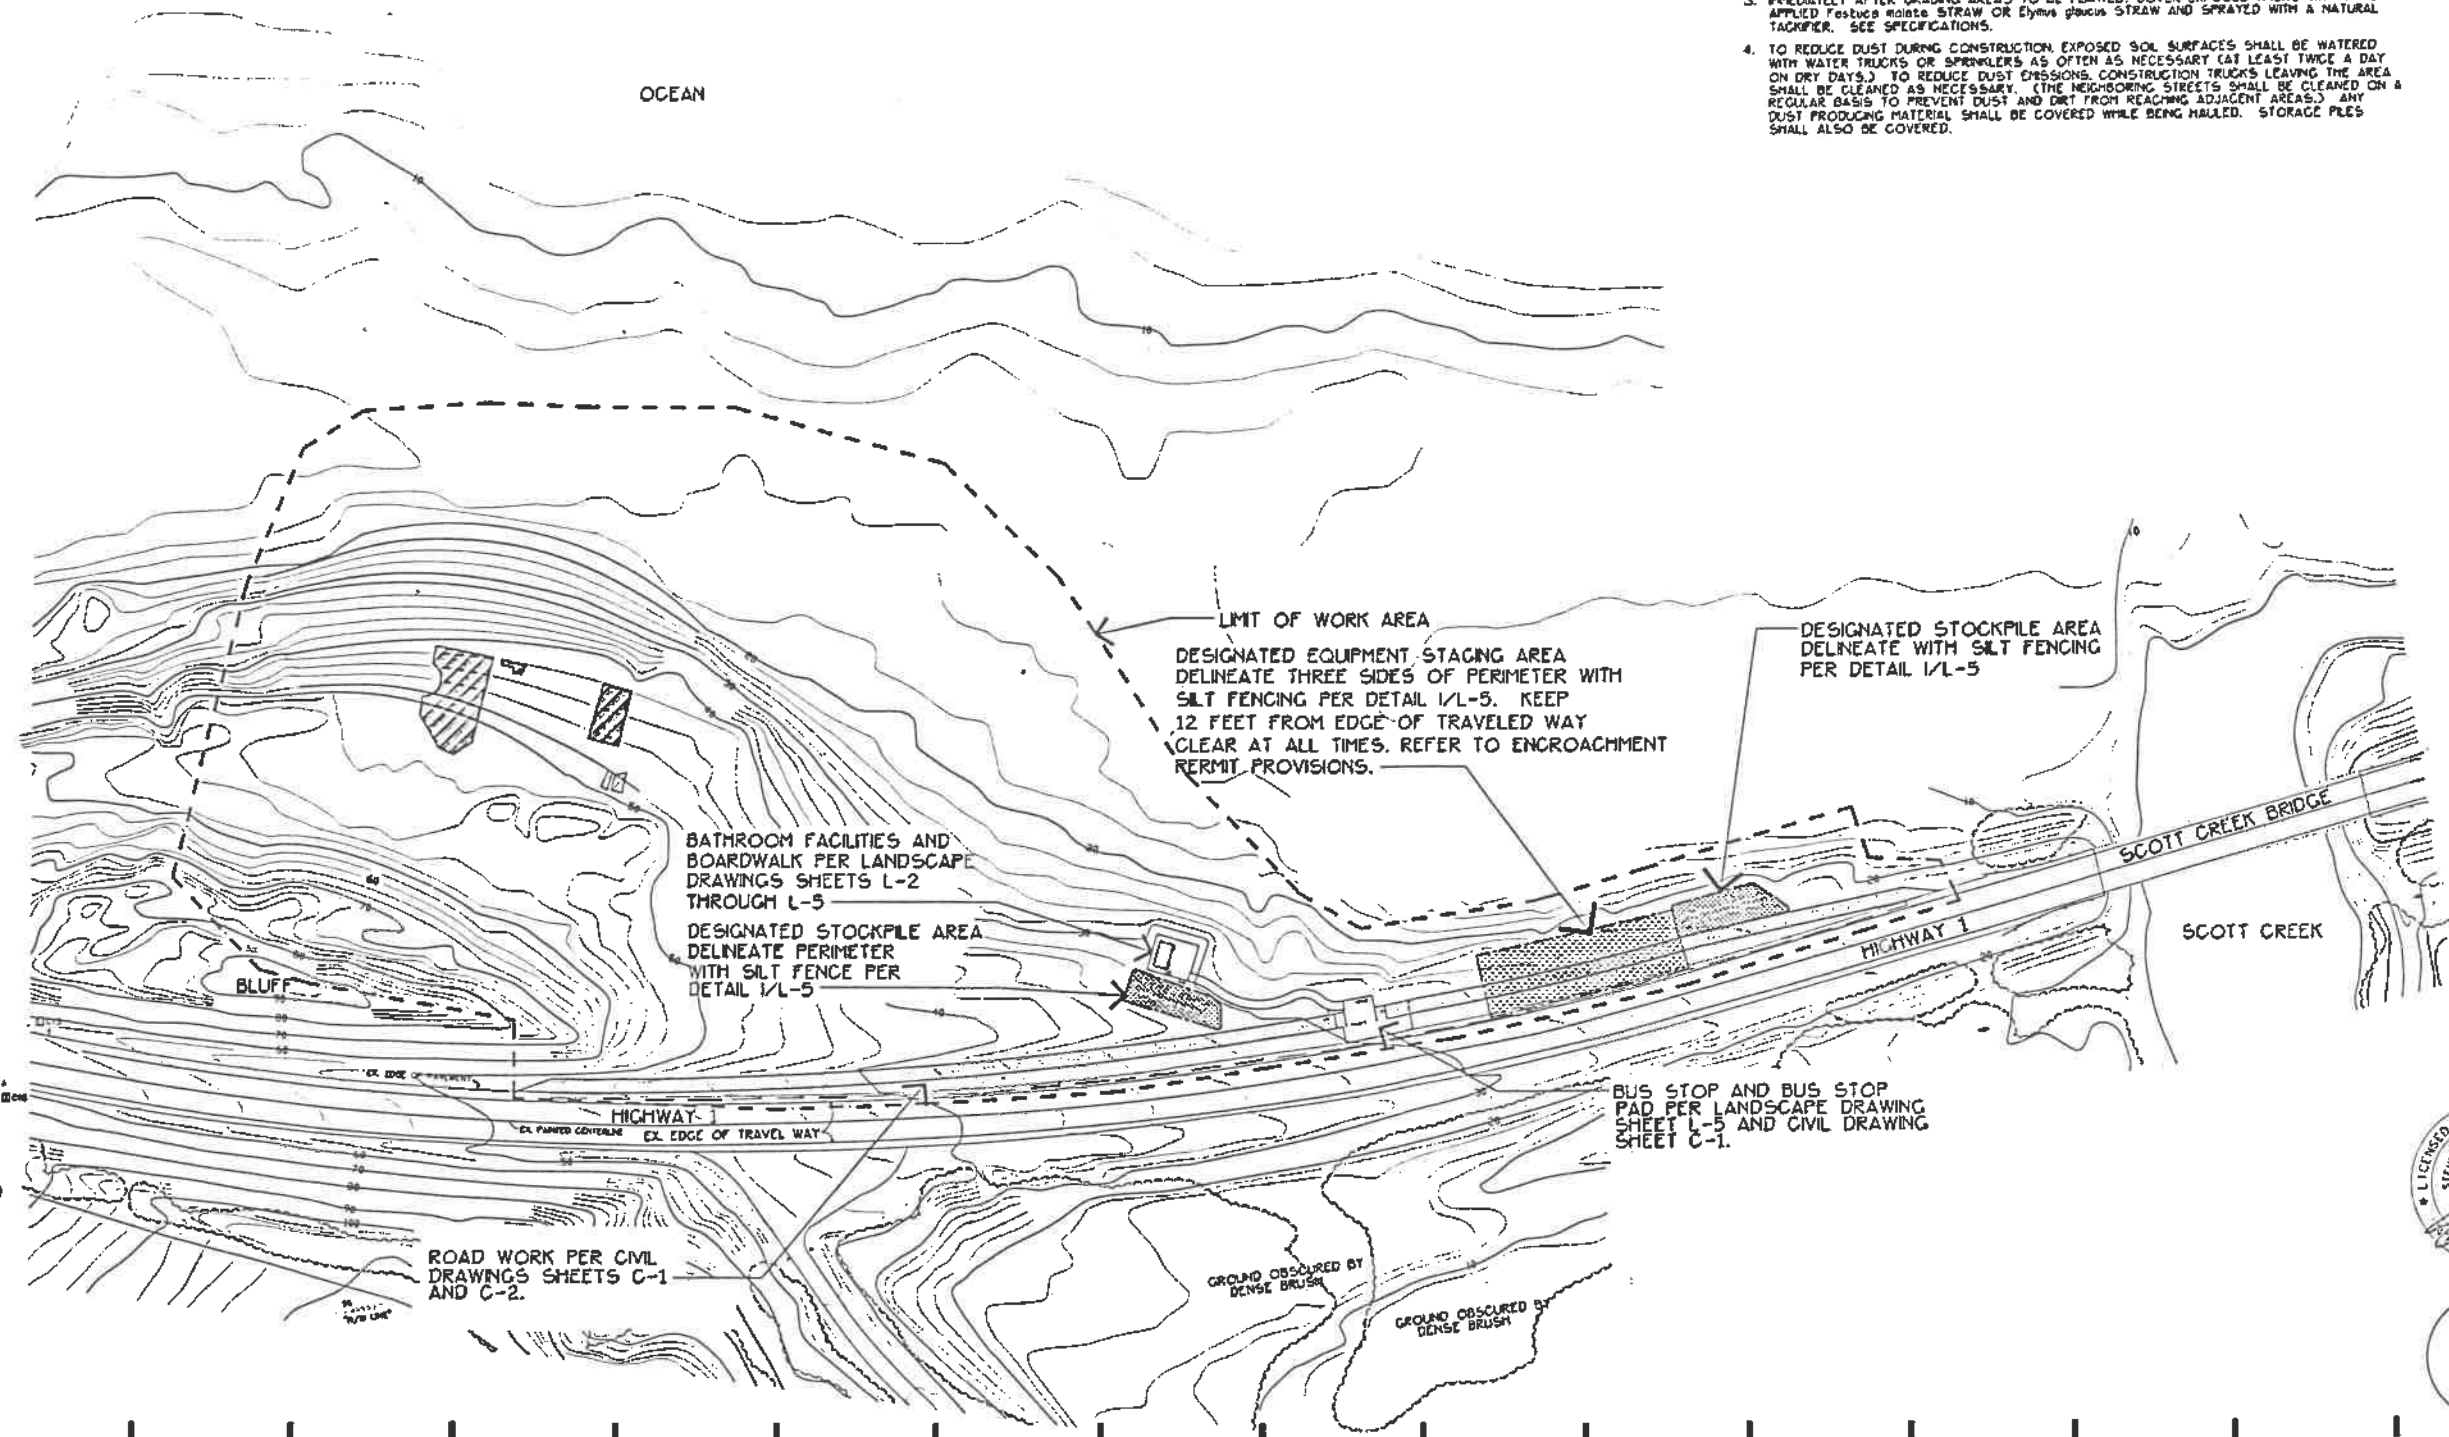 APPLIED Festuca molate STRAW OR Elymus glaucus STRAW AND SPRAYED WITH A NATURAL
TACKIFIER. SEE SPECIFICATIONS.
4. TO REDUCE DUST DURING CONSTRUCTION, EXPOSED SOIL SURFACES SHALL BE WATERED
WITH WATER TRUCKS OR SPRINKLERS AS OFTEN AS NECESSARY (AT LEAST TWICE A DAY
ON DRY DAYS.) TO REDUCE DUST EMISSIONS, CONSTRUCTION TRUCKS LEAVING THE AREA
SHALL BE CLEANED AS NECESSARY. (THE NEIGHBORING STREETS SHALL BE CLEANED ON A
REGULAR BASIS TO PREVENT DUST AND DIRT FROM REACHING ADJACENT AREAS.) ANY
DUST PRODUCING MATERIAL SHALL BE COVERED WHILE BEING HAULED. STORAGE PILES
SHALL ALSO BE COVERED.
OCEAN
LIMIT OF WORK AREA
DESIGNATED EQUIPMENT STAGING AREA
DELINEATE THREE SIDES OF PERIMETER WITH
SILT FENCING PER DETAIL 1/L-5. KEEP
12 FEET FROM EDGE OF TRAVELED WAY
CLEAR AT ALL TIMES. REFER TO ENCROACHMENT
RERMIT PROVISIONS.
DESIGNATED STOCKPILE AREA
DELINEATE WITH SILT FENCING
PER DETAIL 1/L-5
BATHROOM FACILITIES AND
BOARDWALK PER LANDSCAPE
DRAWINGS SHEETS L-2
THROUGH L-5
DESIGNATED STOCKPILE AREA
DELINEATE PERIMETER
WITH SILT FENCE PER
DETAIL 1/L-5
SCOTT CREEK BRIDGE
HIGHWAY 1
SCOTT CREEK
BLUFF
EX. EDGE OF PAVEMENT
HIGHWAY 1
EX. PAINTED CENTERLINE
EX. EDGE OF TRAVEL WAY
BUS STOP AND BUS STOP
PAD PER LANDSCAPE DRAWING
SHEET L-5 AND CIVIL DRAWING
SHEET C-1.
ROAD WORK PER CIVIL
DRAWINGS SHEETS C-1
AND C-2.
GROUND OBSCURED BY
DENSE BRUSH
GROUND OBSCURED BY
DENSE BRUSH
LICENSED